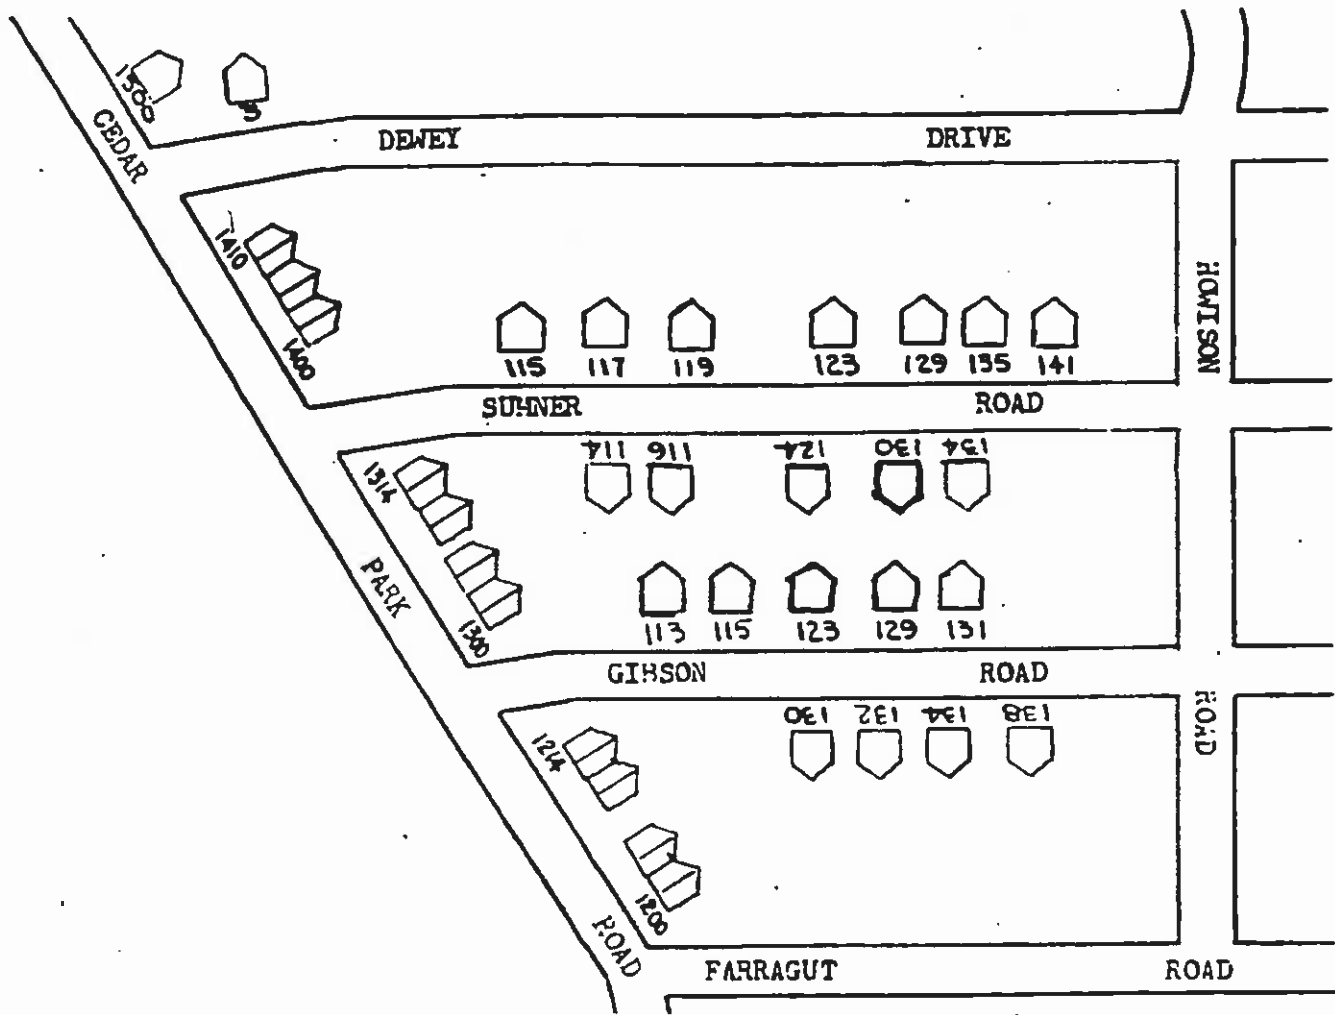 1500
5
CEDAR
DEWEY DRIVE
1410
1400
HOWISON
115 117 119 123 129 135 141
SUMNER ROAD
114 116 124 130 134
1314
PARK
1300
113 115 123 129 131
GIBSON ROAD
130 132 134 138
ROAD
1214
1200
ROAD
FARRAGUT ROAD